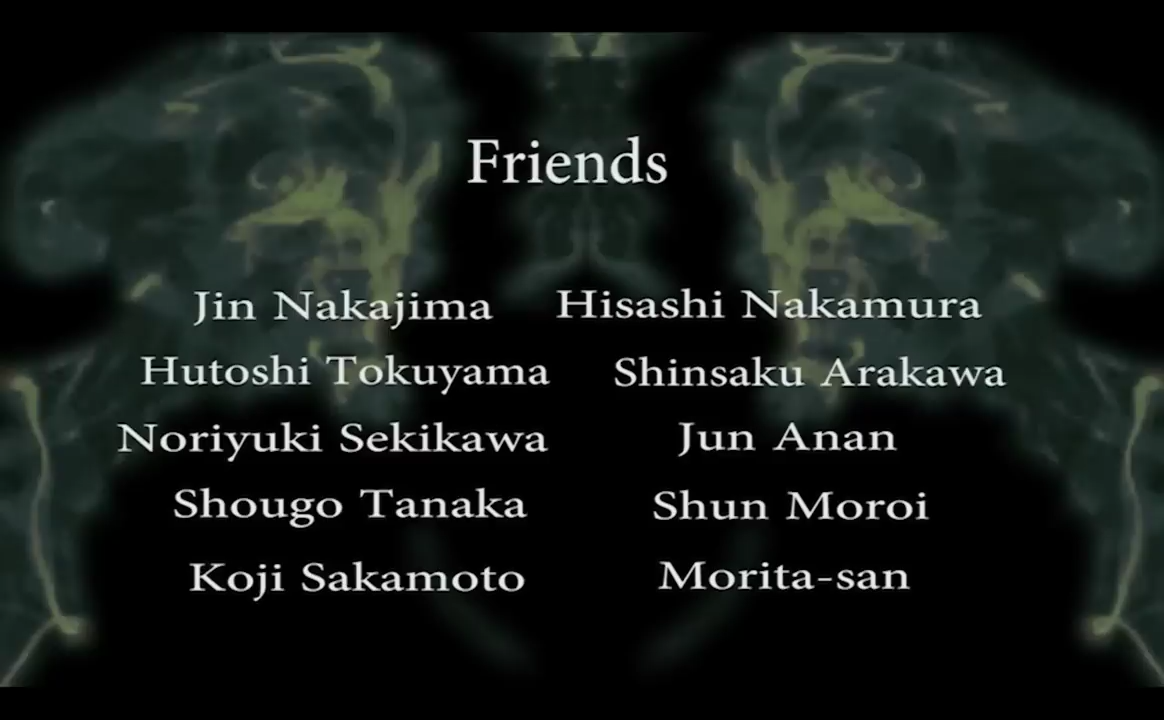 Friends
Jin Nakajima Hisashi Nakamura
Hutoshi Tokuyama Shinsaku Arakawa
Noriyuki Sekikawa Jun Anan
Shougo Tanaka Shun Moroi
Koji Sakamoto Morita-san